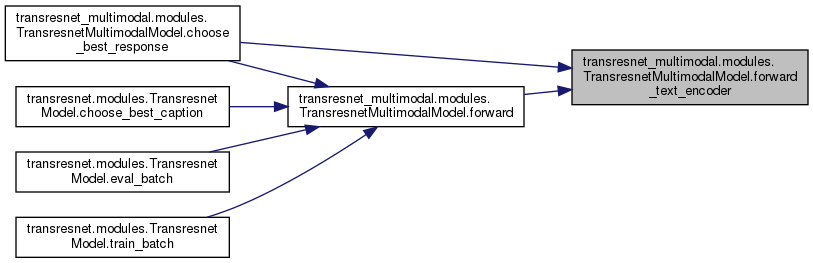 transresnet_multimodal.modules.
TransresnetMultimodalModel.choose
_best_response
transresnet.modules.Transresnet
Model.choose_best_caption
transresnet.modules.Transresnet
Model.eval_batch
transresnet.modules.Transresnet
Model.train_batch
transresnet_multimodal.modules.
TransresnetMultimodalModel.forward
transresnet_multimodal.modules.
TransresnetMultimodalModel.forward
_text_encoder